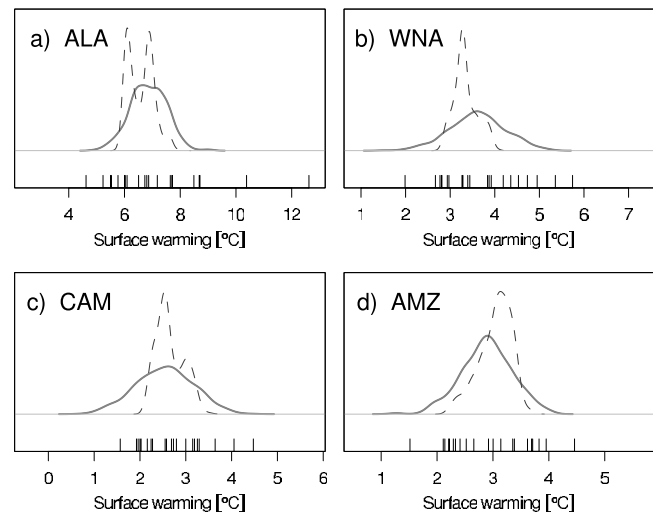 a) ALA
4 6 8 10 12
Surface warming [°C]
b) WNA
1 2 3 4 5 6 7
Surface warming [°C]
c) CAM
0 1 2 3 4 5 6
Surface warming [°C]
d) AMZ
1 2 3 4 5
Surface warming [°C]